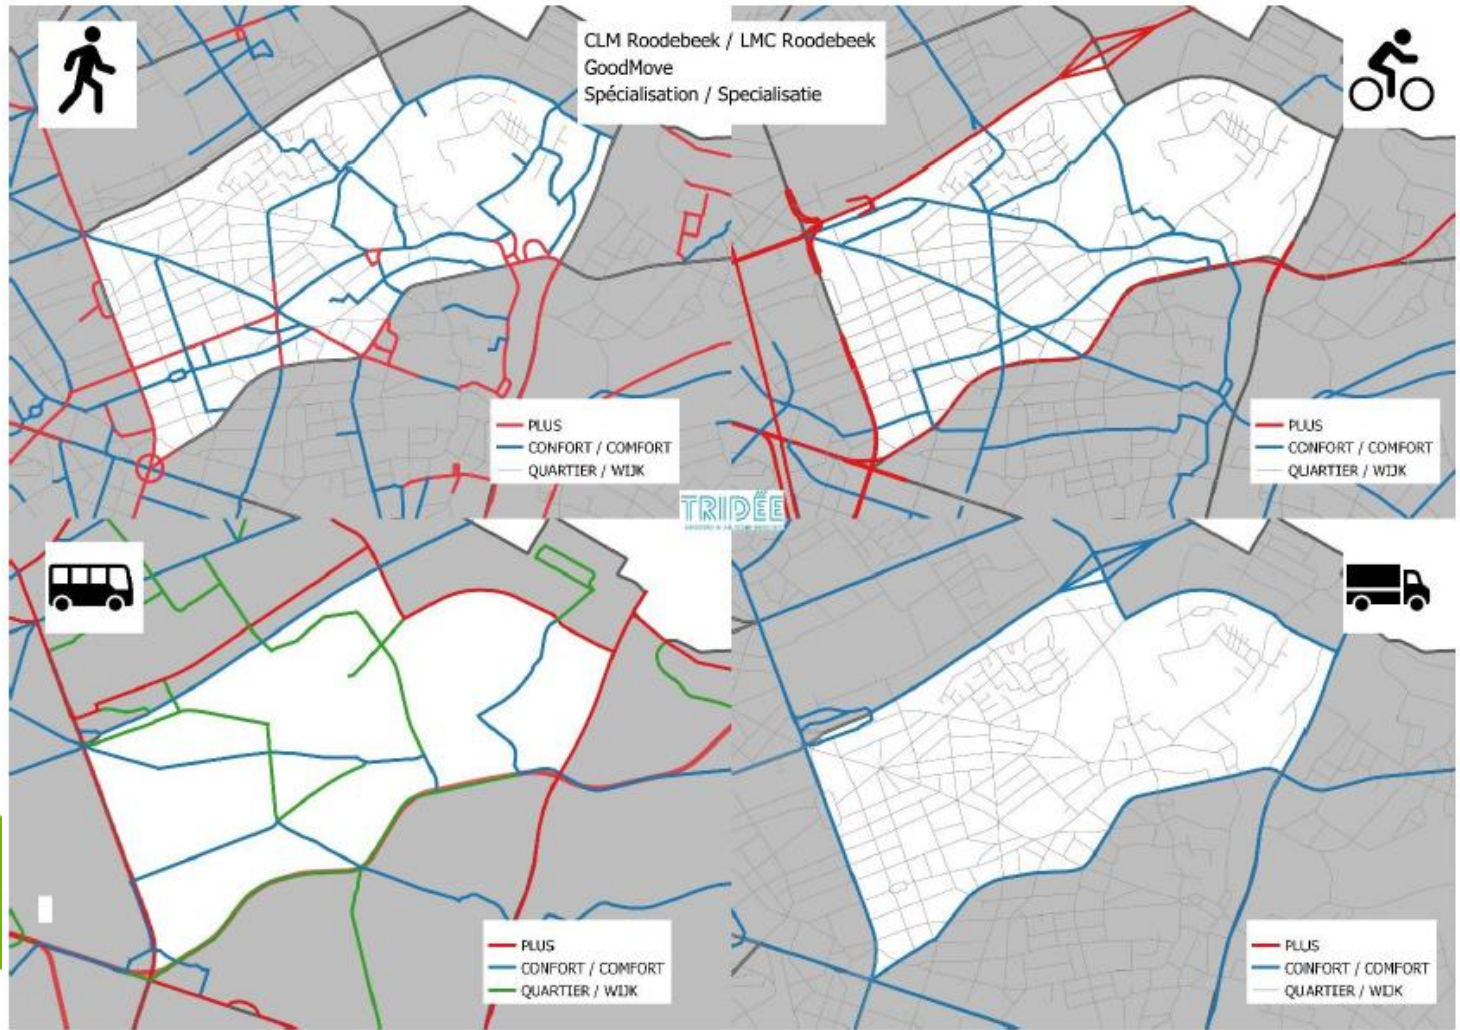 CLM Roodebeek / LMC Roodebeek
GoodMove
Spécialisation / Specialisatie
PLUS
CONFORT / COMFORT
QUARTIER / WIJK
PLUS
CONFORT / COMFORT
QUARTIER / WIJK
TRIDÉE
PLUS
CONFORT / COMFORT
QUARTIER / WIJK
PLUS
CONFORT / COMFORT
QUARTIER / WIJK